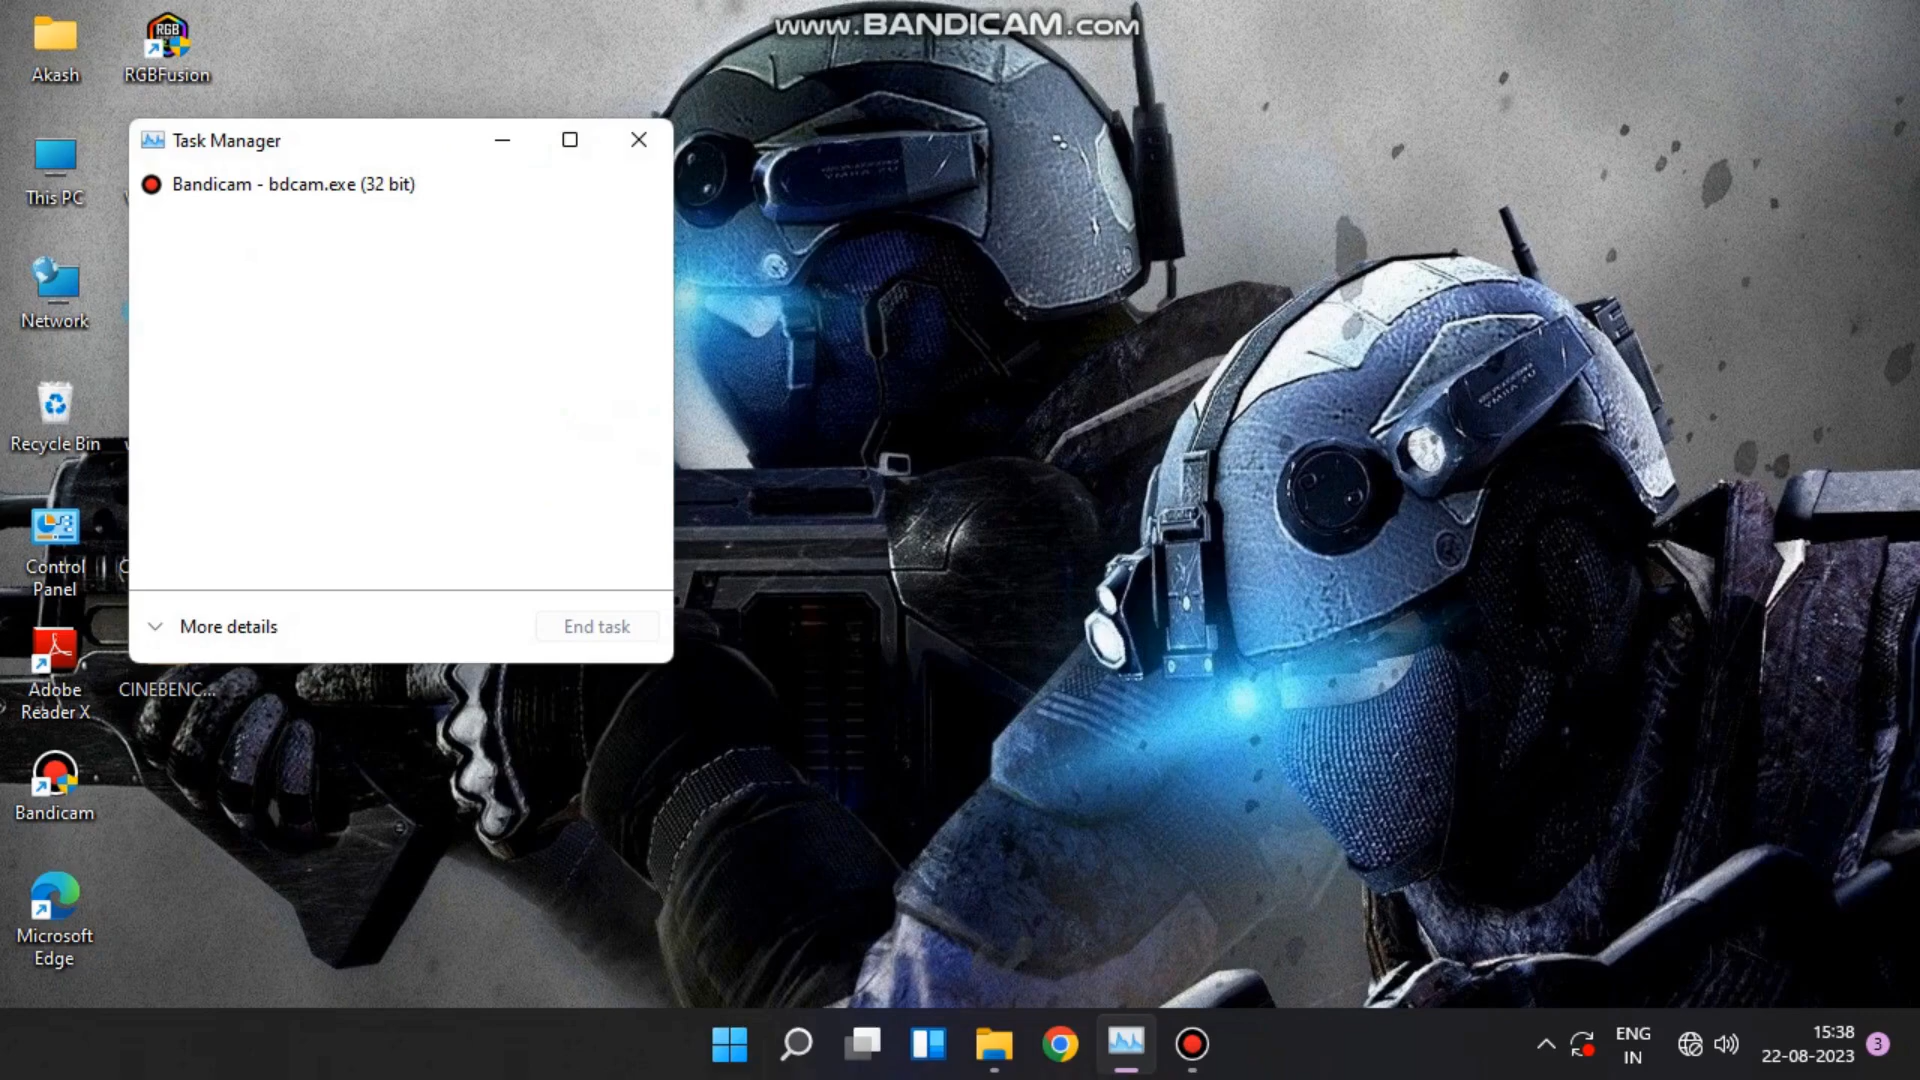 www.BANDICAM.com
Akash
RGB
RGBFusion
This PC
Network
Recycle Bin
Control
Panel
Adobe
Reader X
CINEBENC...
Bandicam
Microsoft
Edge
Task Manager
Bandicam - bdcam.exe (32 bit)
More details
End task
ENG
IN
15:38
22-08-2023
3